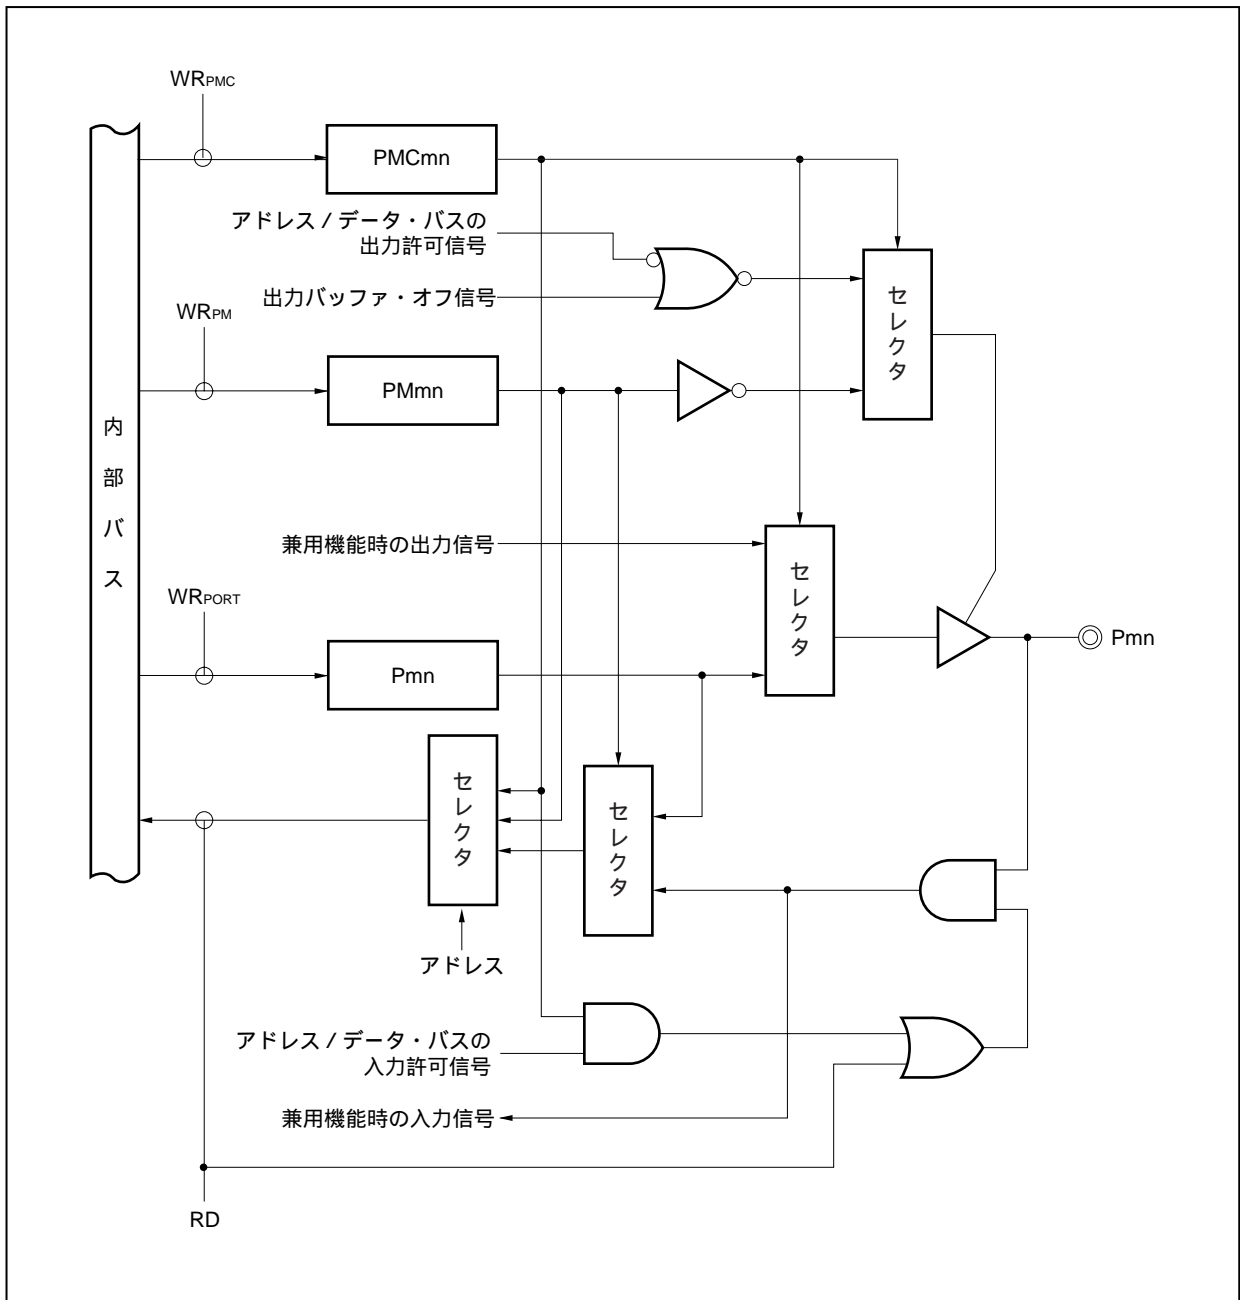 WRPMC
PMCmn
アドレス / データ・バスの
出力許可信号
出力バッファ・オフ信号
セレクタ
WRPM
PMmn
内部バス
兼用機能時の出力信号
セレクタ
WRPORT
Pmn
Pmn
セレクタ
セレクタ
アドレス
アドレス / データ・バスの
入力許可信号
兼用機能時の入力信号
RD